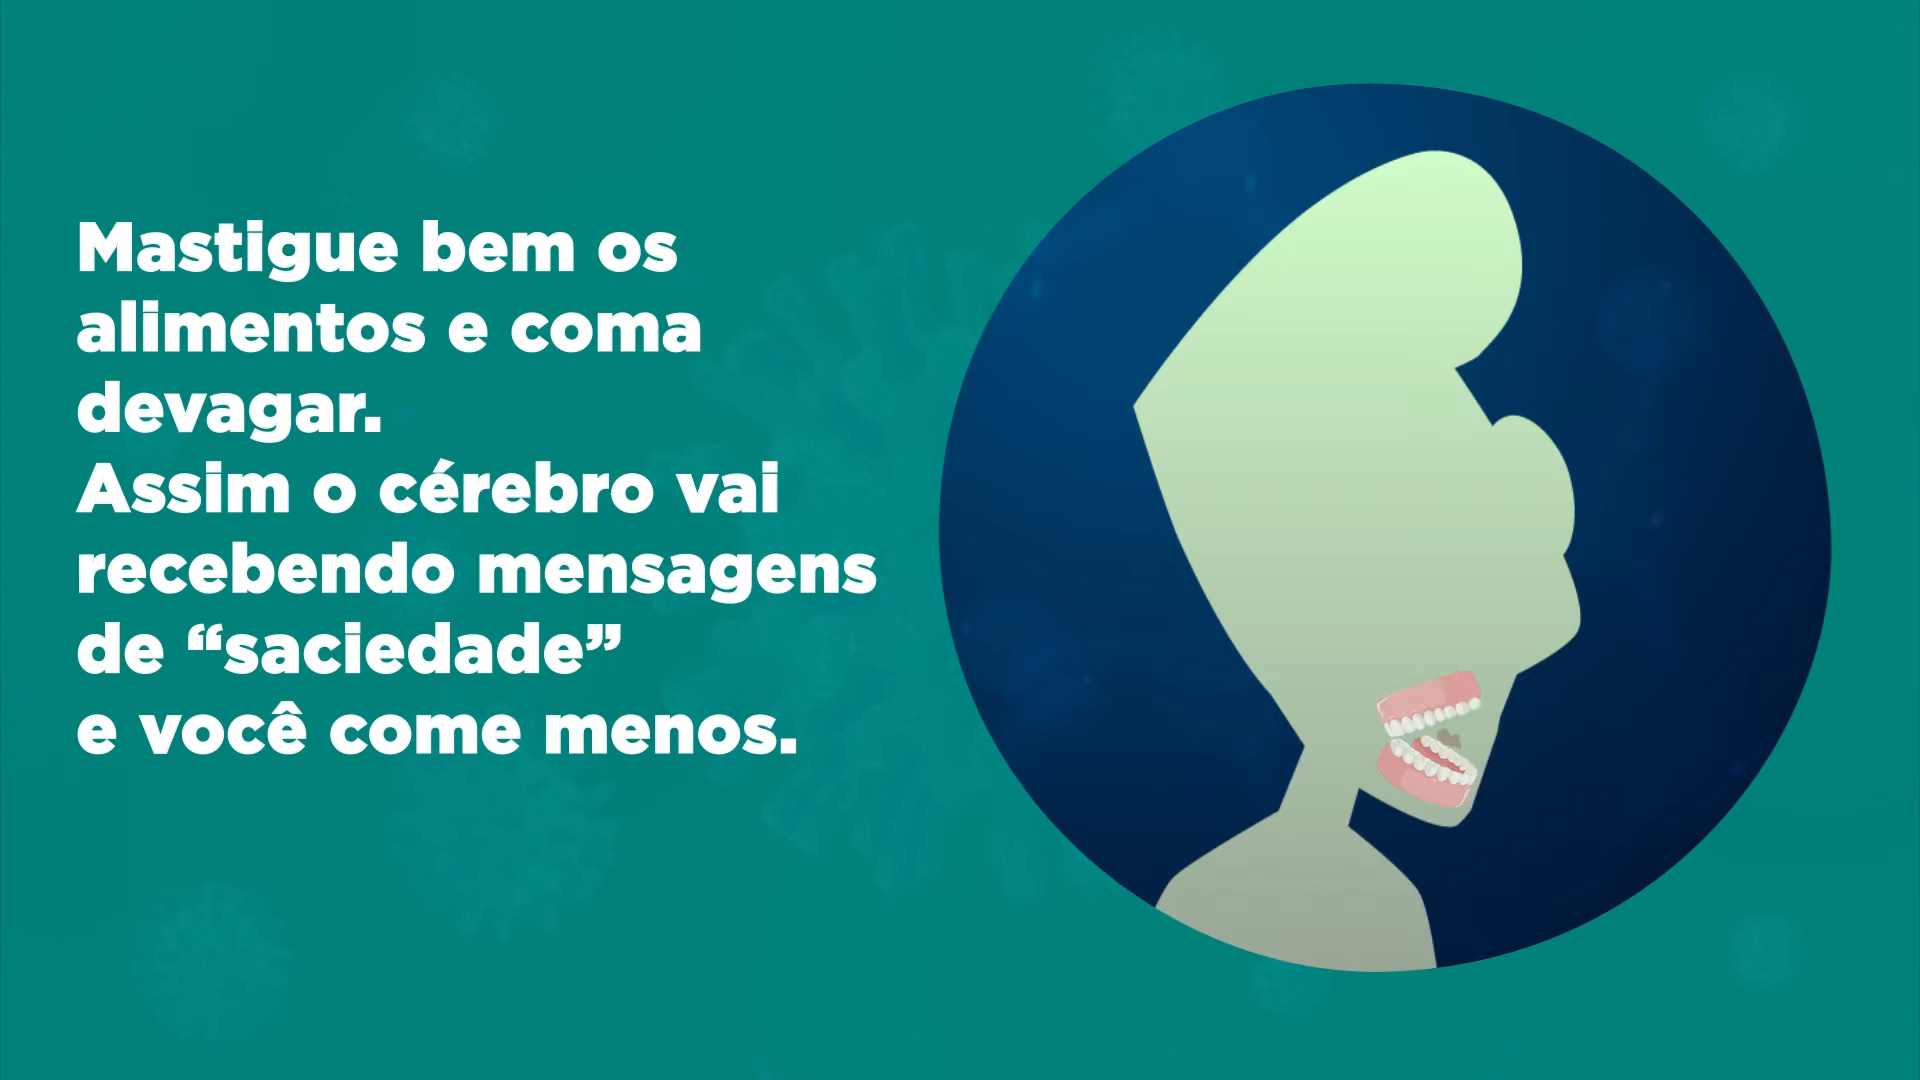 Mastigue bem os
alimentos e coma
devagar.
Assim o cérebro vai
recebendo mensagens
de “saciedade”
e você come menos.